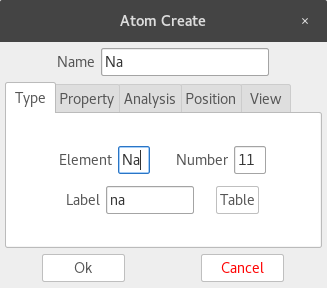 Atom Create ×
Name Na
Type Property Analysis Position View
Element Na Number 11
Label na Table
Ok Cancel